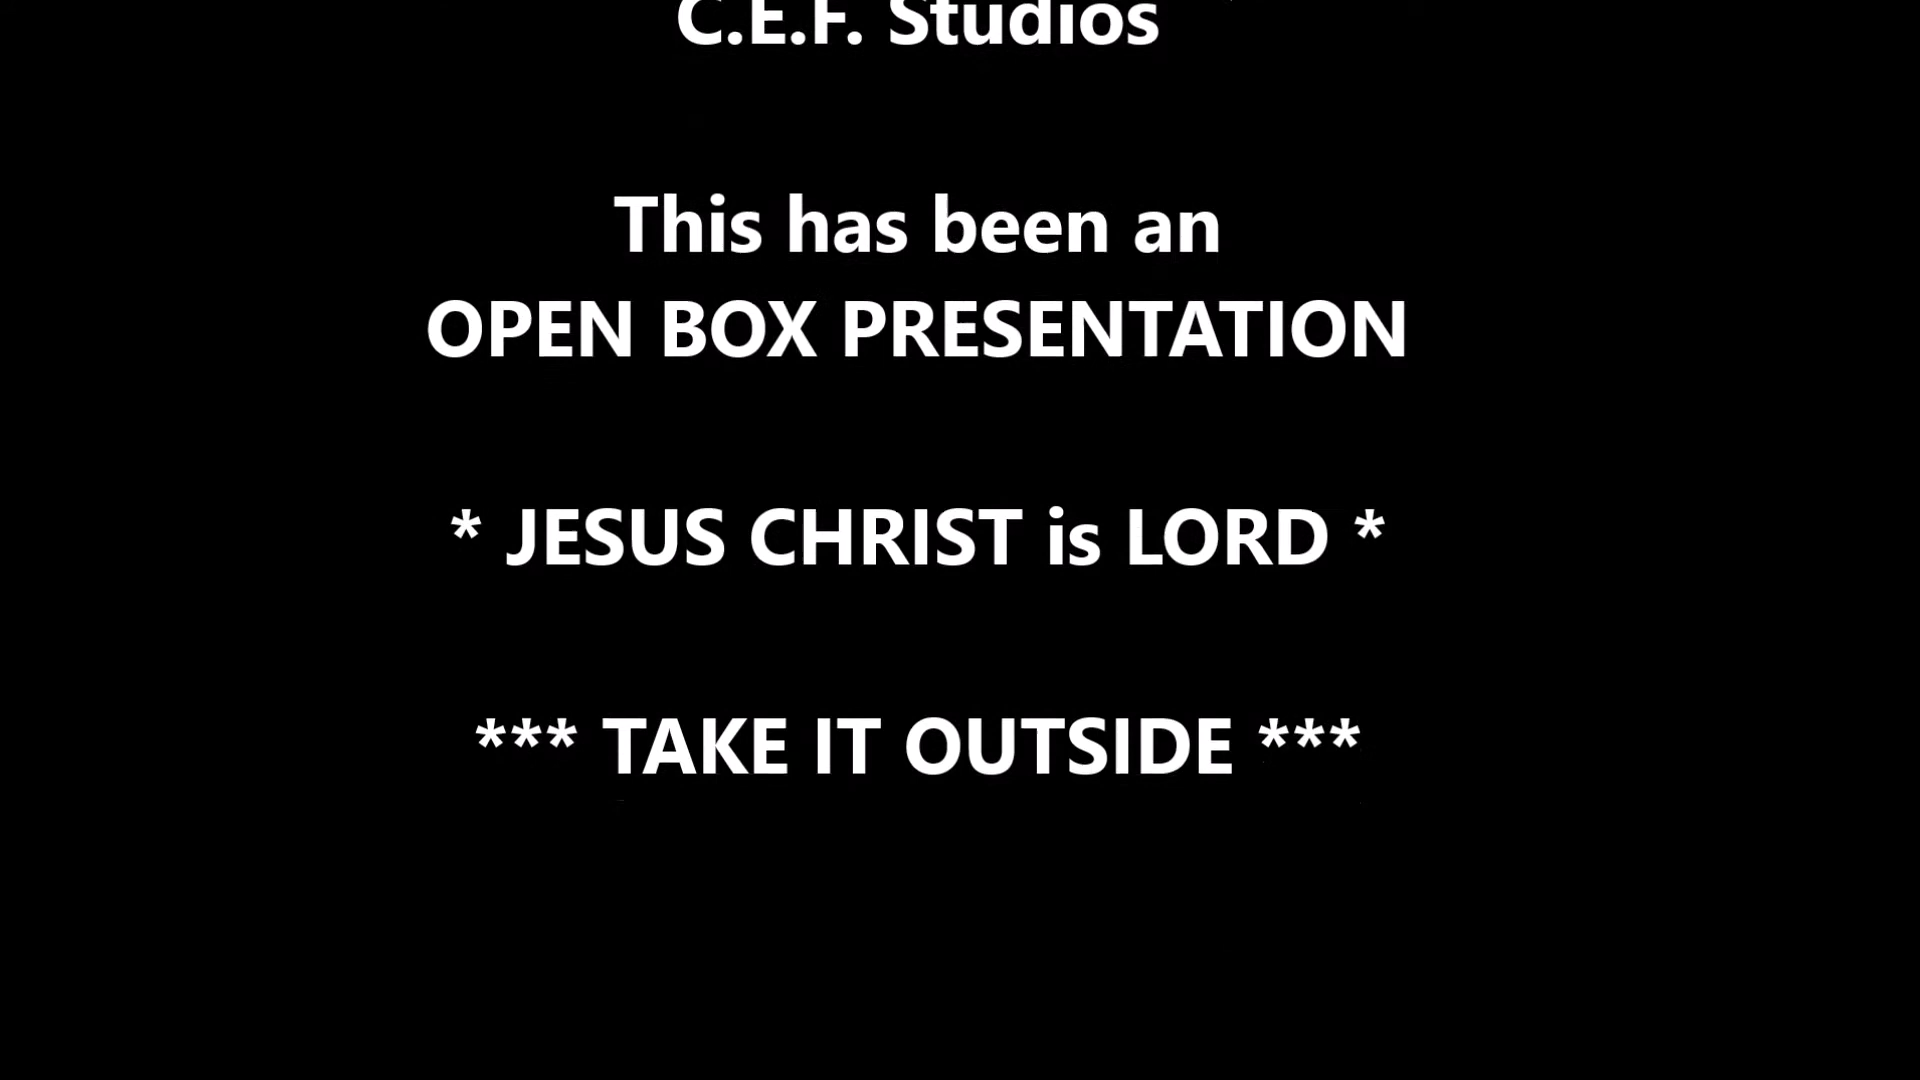 C.E.F. Studios
This has been an
OPEN BOX PRESENTATION
* JESUS CHRIST is LORD *
*** TAKE IT OUTSIDE ***